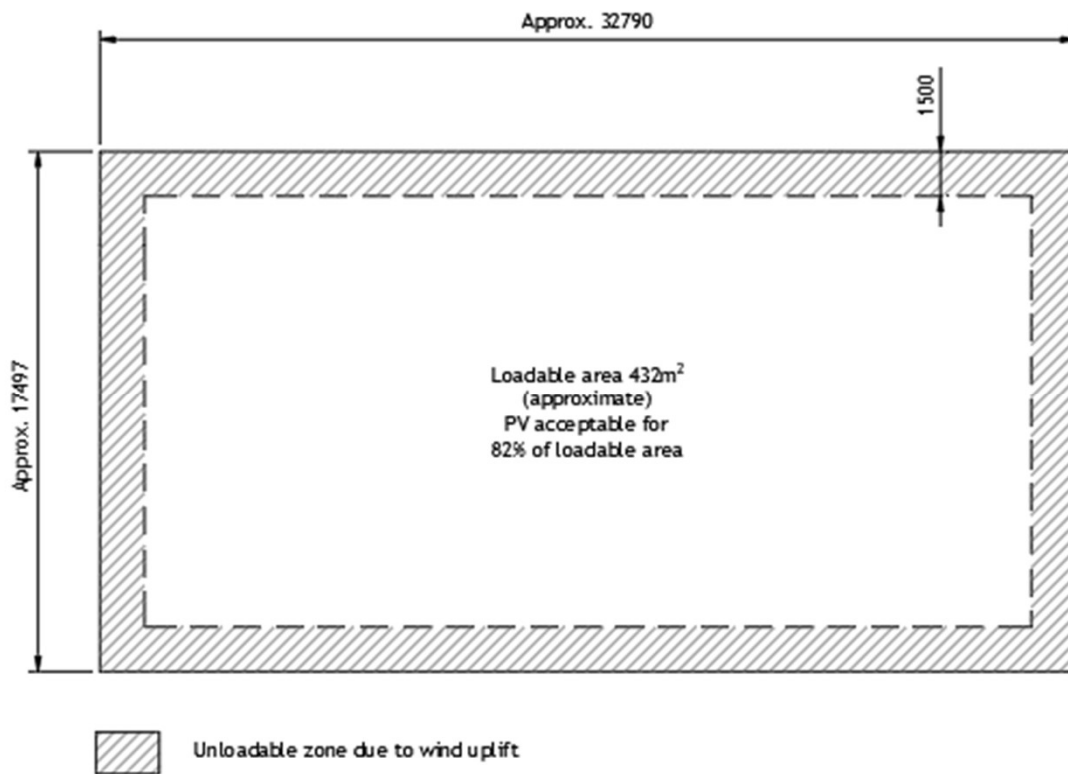 Approx. 32790
1500
Approx. 17497
Loadable area 432m²
(approximate)
PV acceptable for
82% of loadable area
Unloadable zone due to wind uplift